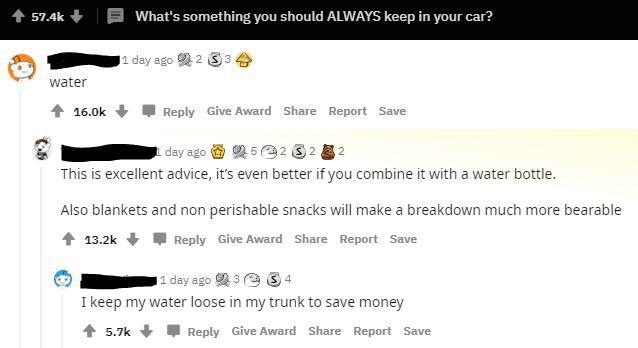 57.4k What's something you should ALWAYS keep in your car?
1 day ago 2 3
water
16.0k Reply Give Award Share Report Save
1 day ago 5 2 2 2
This is excellent advice, it's even better if you combine it with a water bottle.
Also blankets and non perishable snacks will make a breakdown much more bearable
13.2k Reply Give Award Share Report Save
1 day ago 3 4
I keep my water loose in my trunk to save money
5.7k Reply Give Award Share Report Save